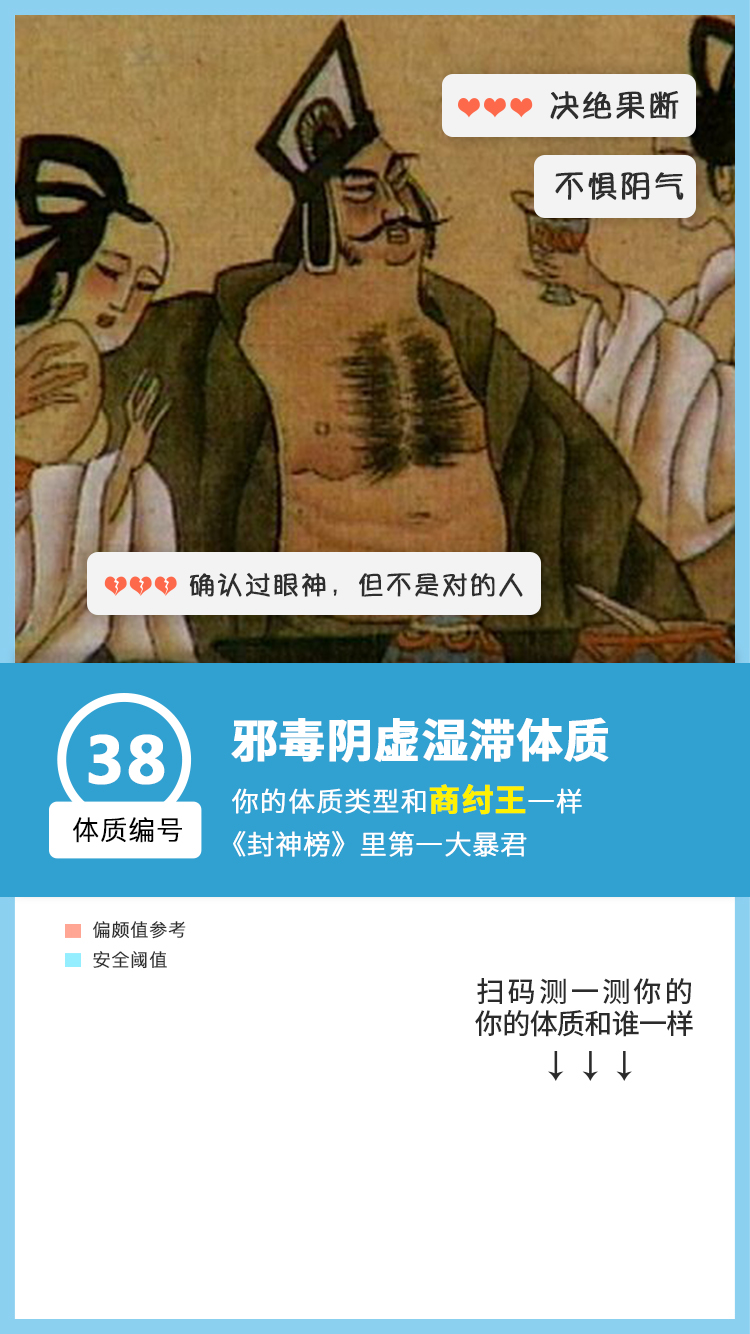 决绝果断
不惧阴气
确认过眼神，但不是对的人
38
体质编号
邪毒阴虚湿滞体质
你的体质类型和商纣王一样
《封神榜》里第一大暴君
偏颇值参考
安全阈值
扫码测一测你的
你的体质和谁一样
↓↓↓